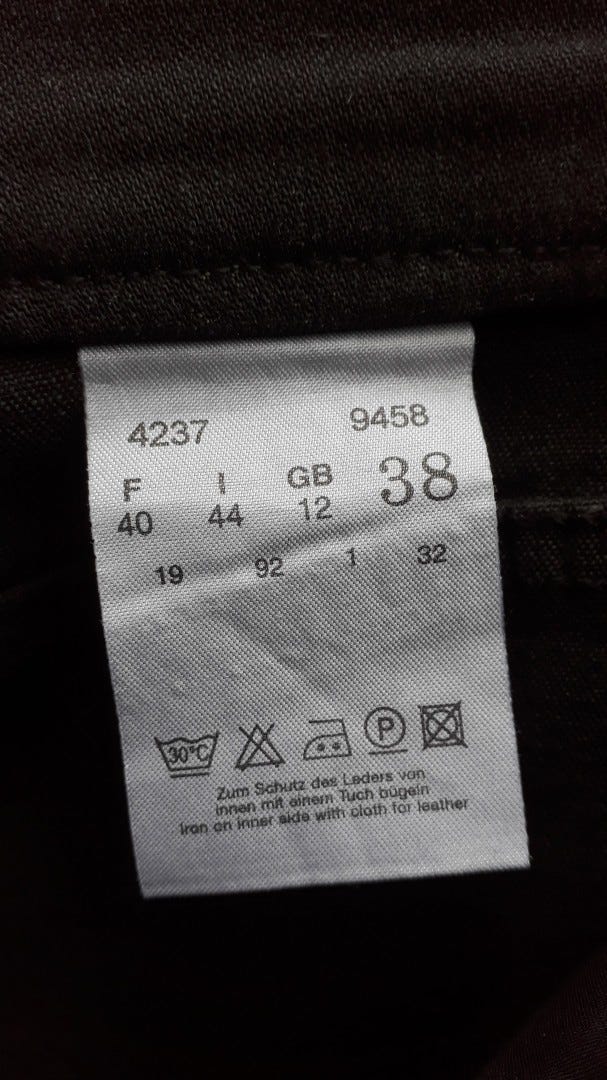 4237 9458
F I GB 38
40 44 12
19 92 1 32
30°C P
Zum Schutz des Leders von
innen mit einem Tuch bügeln
Iron on inner side with cloth for leather